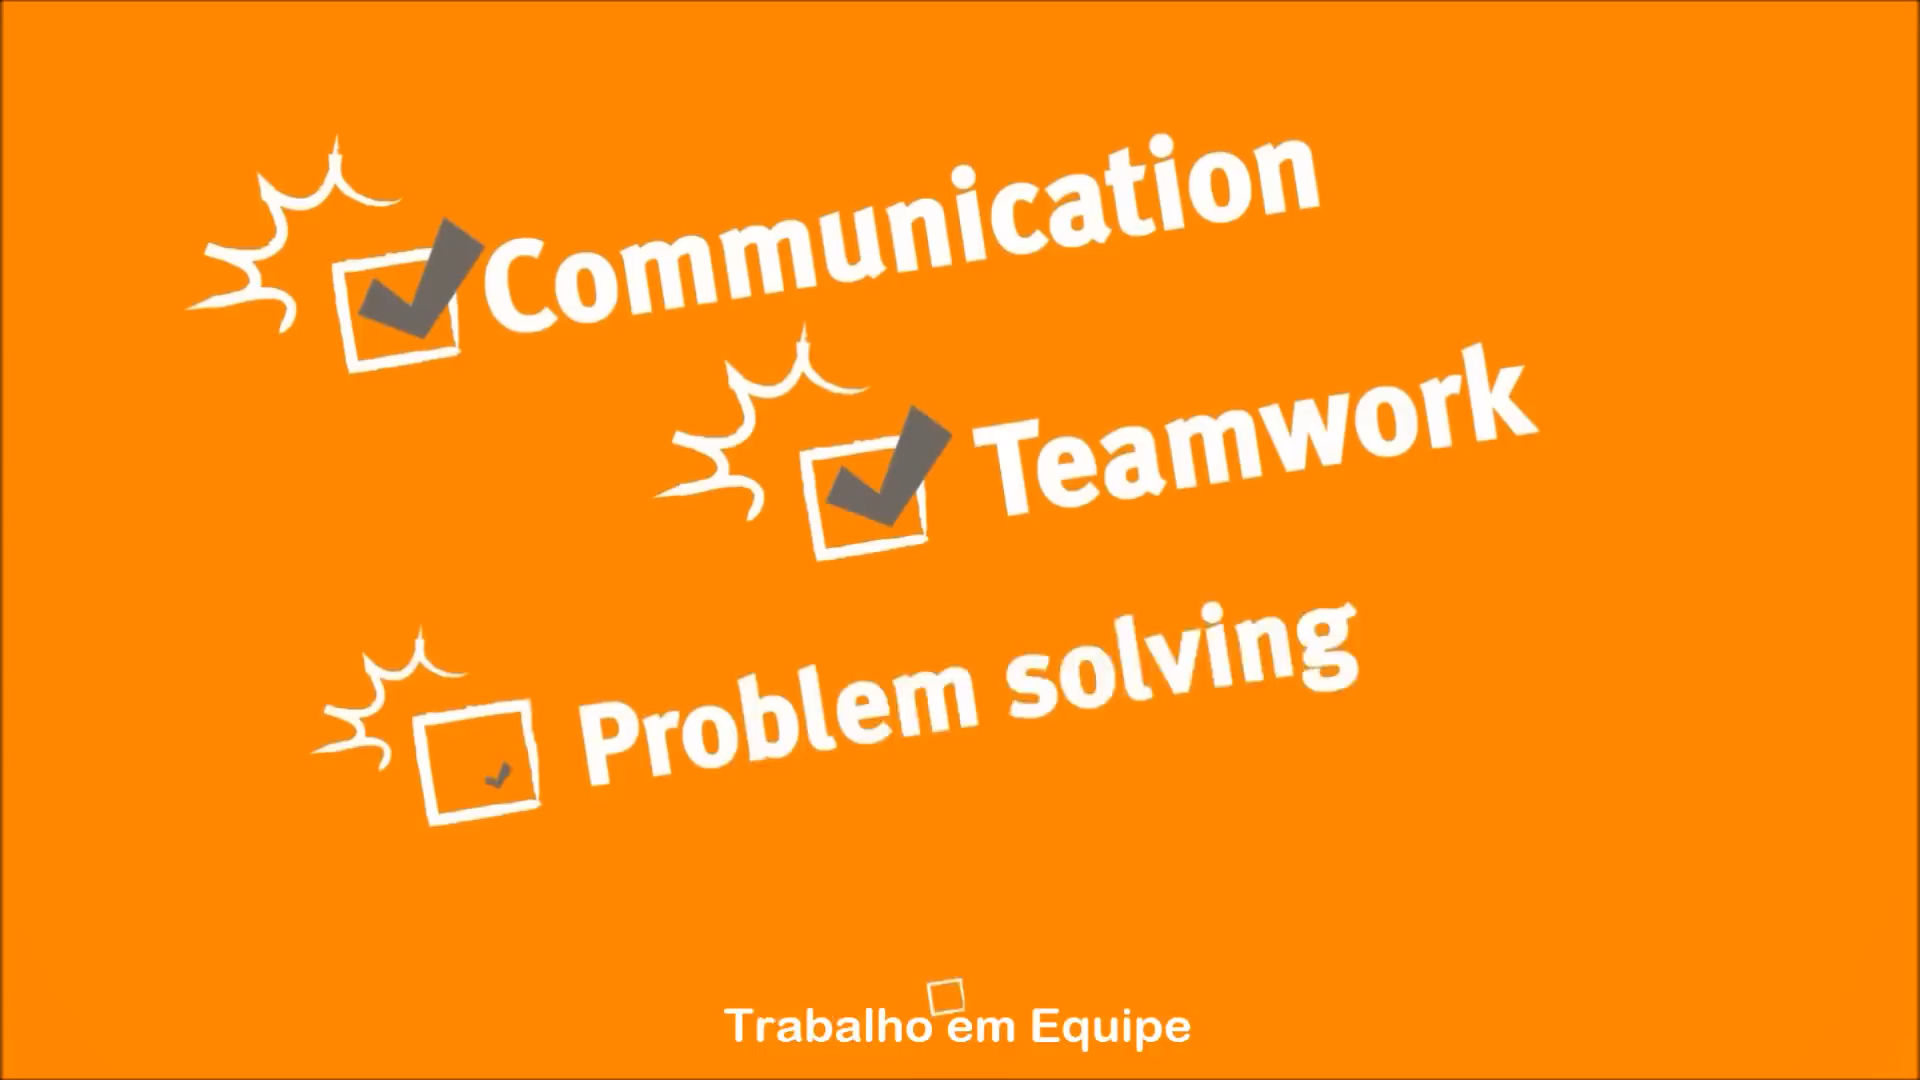 Communication
Teamwork
Problem solving
Trabalho em Equipe